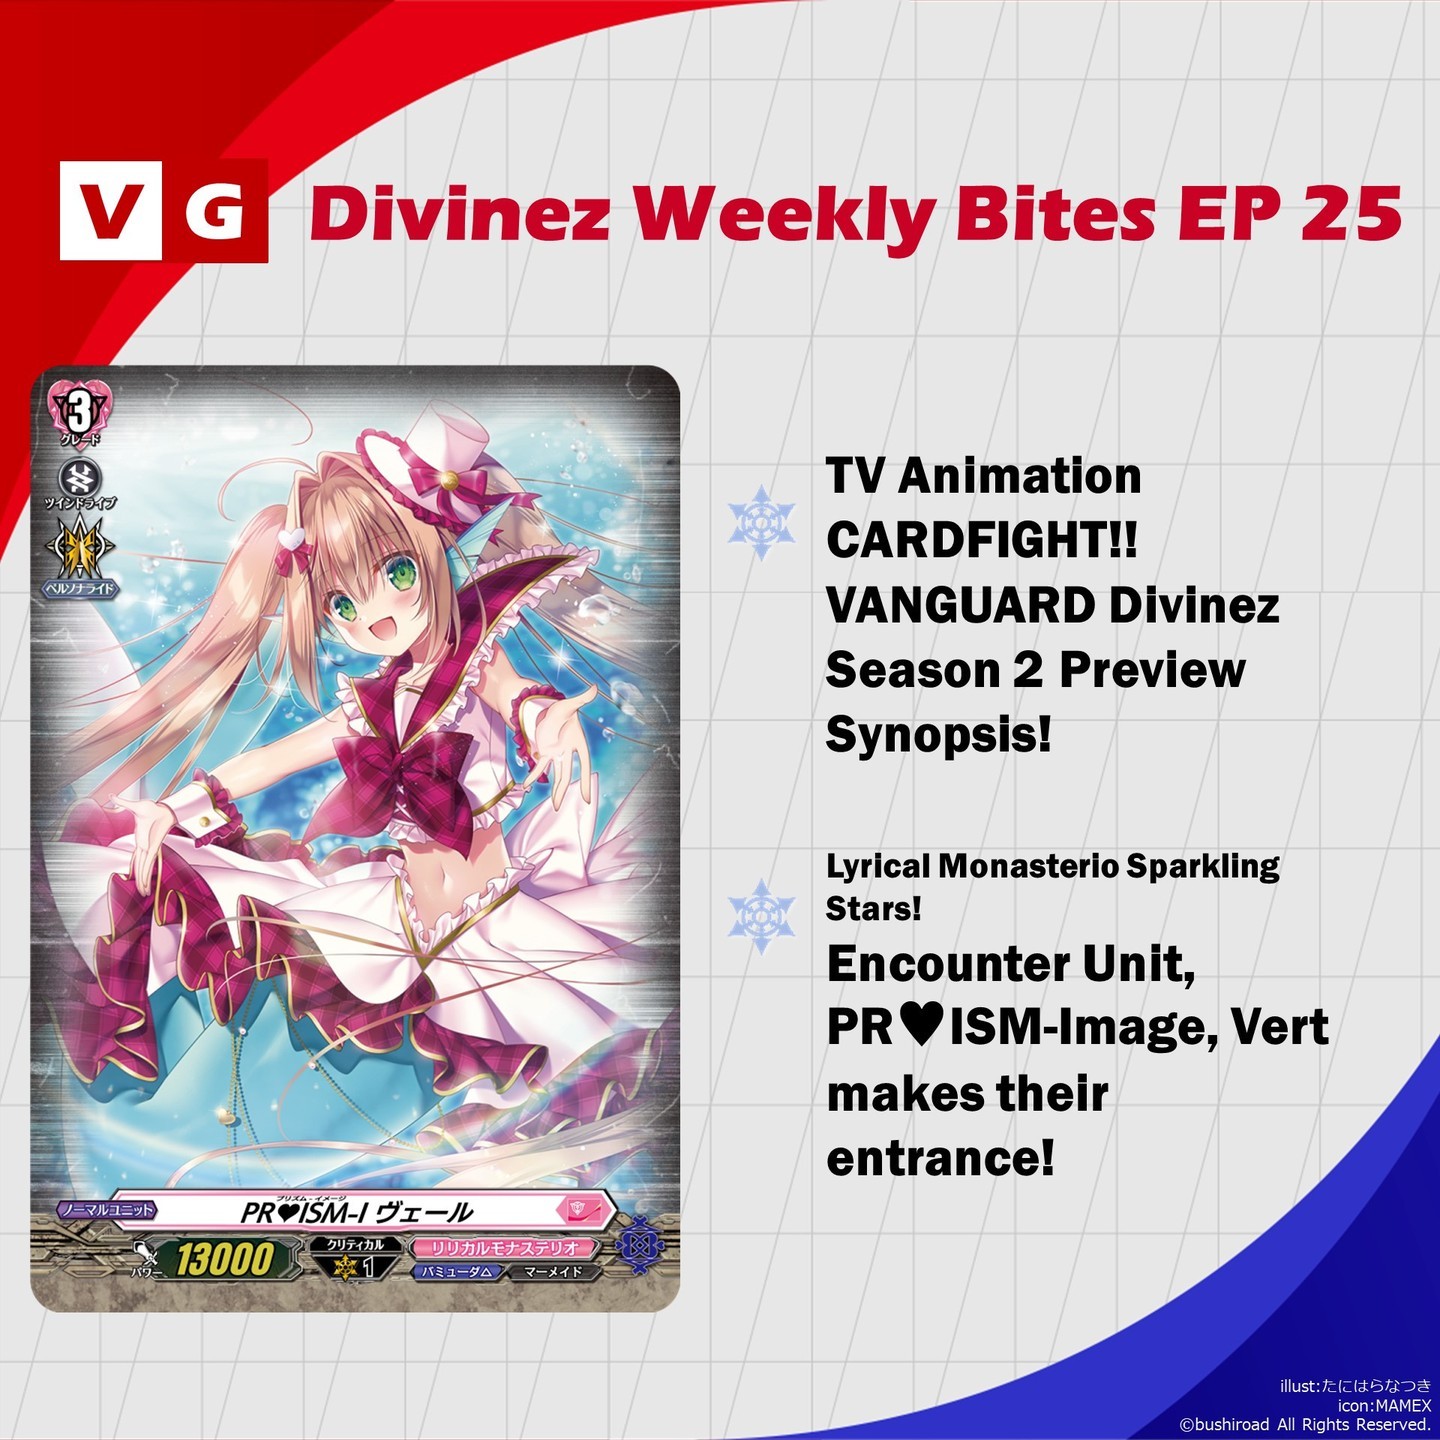 V G Divinez Weekly Bites EP 25
3
グレード
ツインドライブ
ペルソナライド
TV Animation
CARDFIGHT!!
VANGUARD Divinez
Season 2 Preview
Synopsis!
Lyrical Monasterio Sparkling
Stars!
Encounter Unit,
PR♥ISM-Image, Vert
makes their
entrance!
プリズム-イメージ
ノーマルユニット
PR♥ISM-I ヴェール
パワー
13000
クリティカル
1
リリカルモナステリオ
バミューダ△
マーメイド
illust:たにはらなつき
icon:MAMEX
©bushiroad All Rights Reserved.